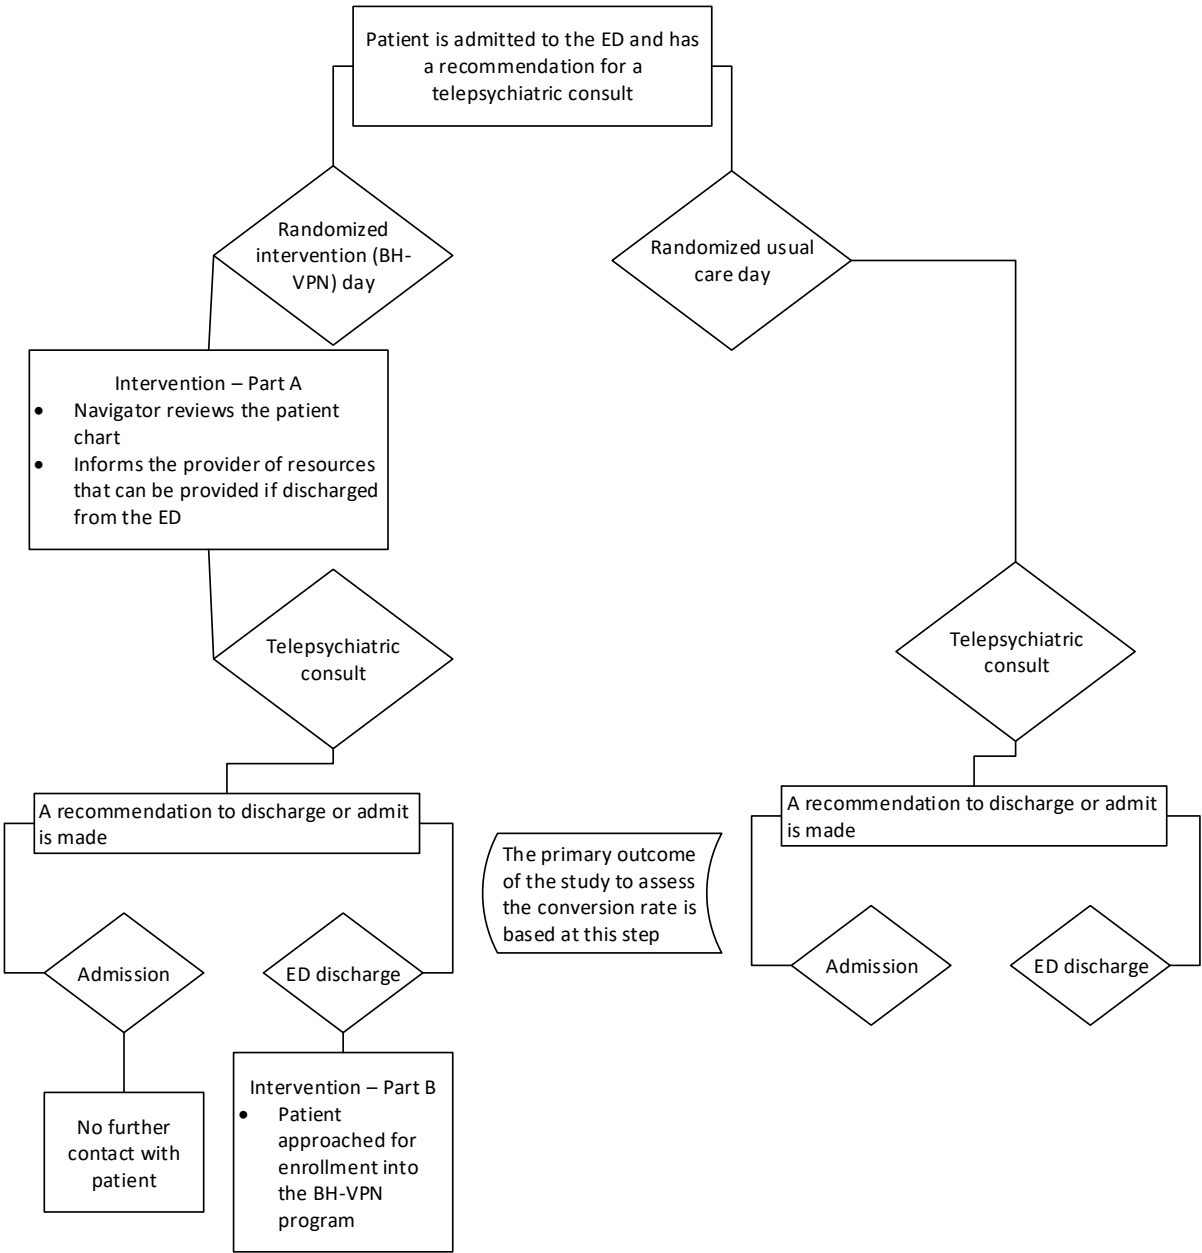 Patient is admitted to the ED and has
a recommendation for a
telepsychiatric consult
Randomized
intervention (BH-
VPN) day
Randomized usual
care day
Intervention – Part A
• Navigator reviews the patient
chart
• Informs the provider of resources
that can be provided if discharged
from the ED
Telepsychiatric
consult
Telepsychiatric
consult
A recommendation to discharge or admit
is made
A recommendation to discharge or admit
is made
The primary outcome
of the study to assess
the conversion rate is
based at this step
Admission
ED discharge
Admission
ED discharge
No further
contact with
patient
Intervention – Part B
• Patient
approached for
enrollment into
the BH-VPN
program